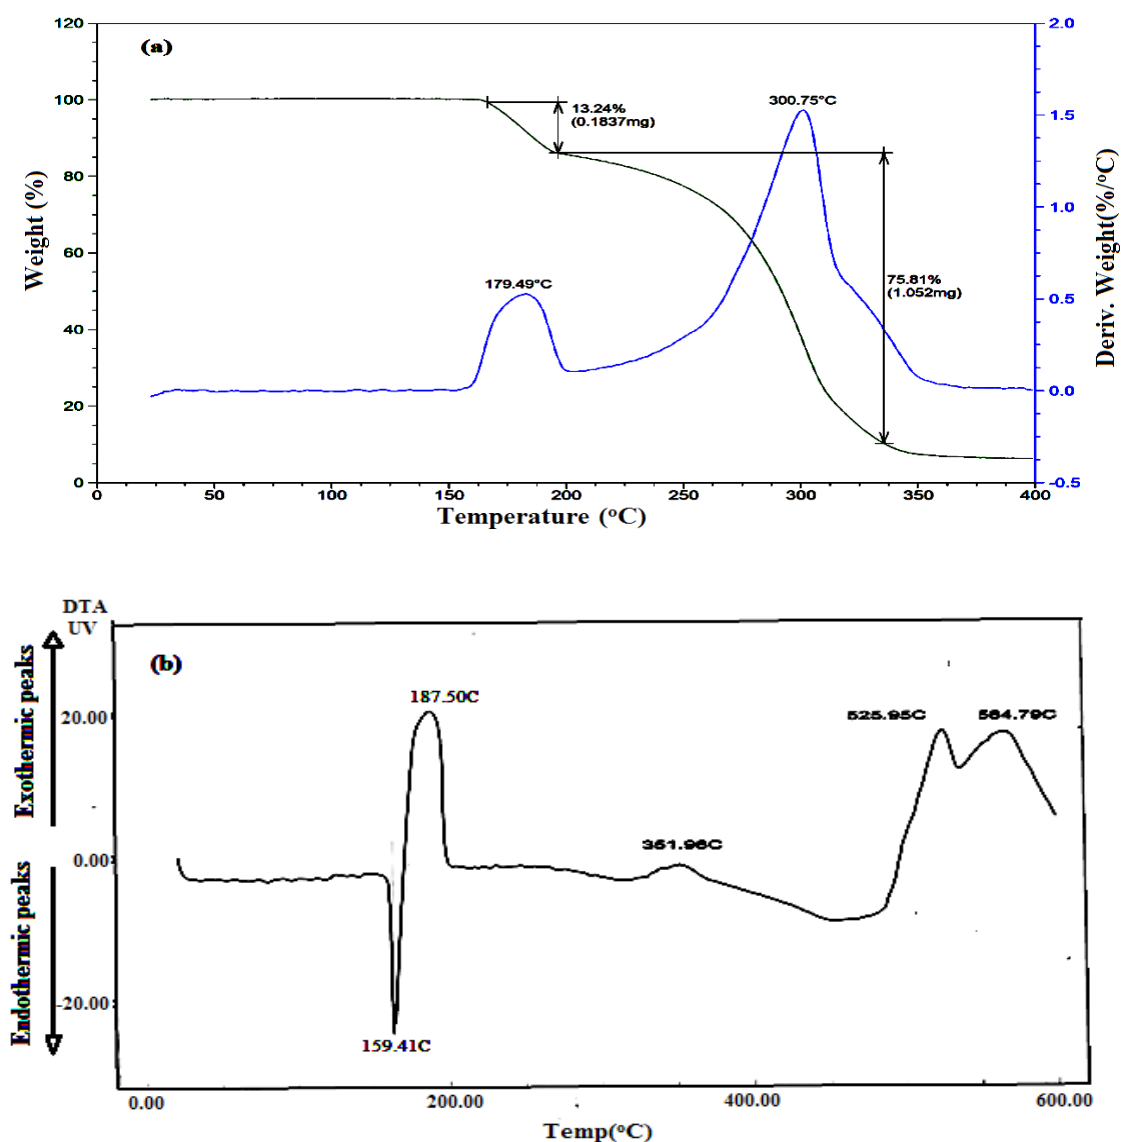 (a)
Weight (%)
120
100
80
60
40
20
0
13.24%
(0.1837mg)
179.49°C
300.75°C
75.81%
(1.052mg)
2.0
1.5
1.0
0.5
0.0
-0.5
Deriv. Weight(%/°C)
0 50 100 150 200 250 300 350 400
Temperature (°C)
DTA
UV
(b)
Exothermic peaks
Endothermic peaks
20.00
0.00
-20.00
187.50C
159.41C
351.96C
525.95C
564.79C
0.00 200.00 400.00 600.00
Temp(°C)